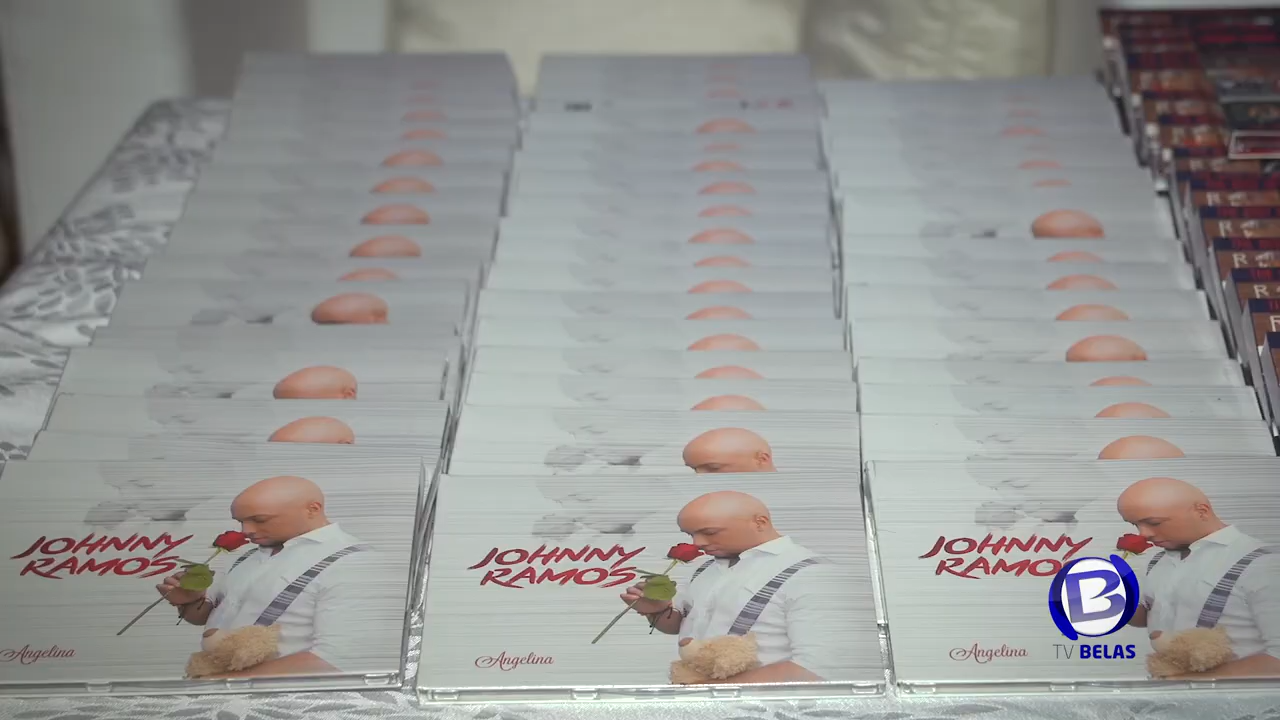 JOHNNY
RAMOS
Angelina
JOHNNY
RAMOS
Angelina
JOHNNY
RAMOS
Angelina
B
TV BELAS